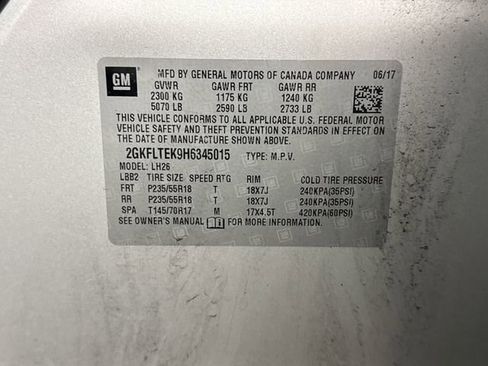 GM
MFD BY GENERAL MOTORS OF CANADA COMPANY 06/17
GVWR GAWR FRT GAWR RR
2300 KG 1175 KG 1240 KG
5070 LB 2590 LB 2733 LB
THIS VEHICLE CONFORMS TO ALL APPLICABLE U.S. FEDERAL MOTOR
VEHICLE SAFETY AND THEFT PREVENTION STANDARDS IN EFFECT ON
THE DATE OF MANUFACTURE SHOWN ABOVE.
2GKFLTEK9H6345015 TYPE: M.P.V.
MODEL: LH26
LBB2 TIRE SIZE SPEED RTG RIM COLD TIRE PRESSURE
FRT P235/55R18 T 18X7J 240KPA(35PSI)
RR P235/55R18 T 18X7J 240KPA(35PSI)
SPA T145/70R17 M 17X4.5T 420KPA(60PSI)
SEE OWNER'S MANUAL FOR MORE INFORMATION.